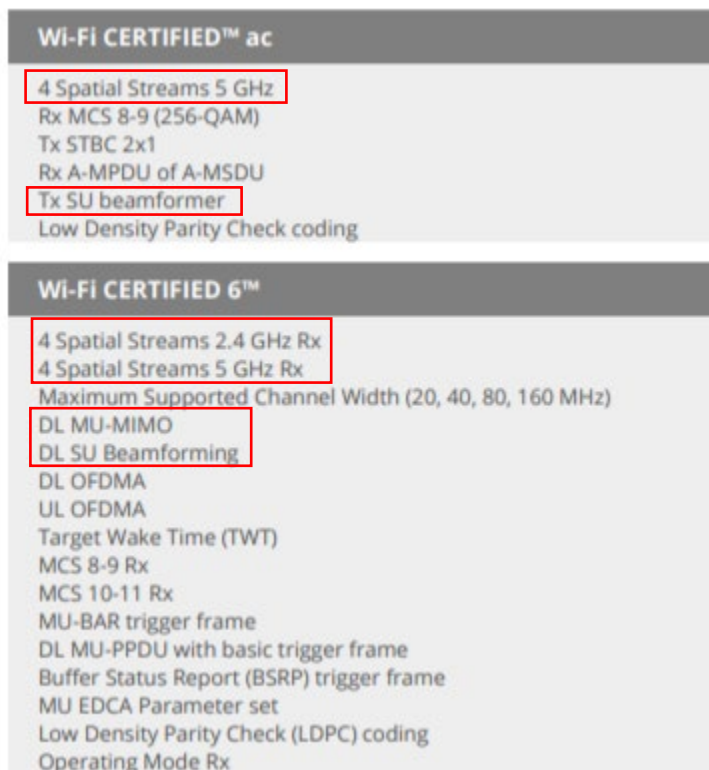 Wi-Fi CERTIFIED™ ac
4 Spatial Streams 5 GHz
Rx MCS 8-9 (256-QAM)
Tx STBC 2x1
Rx A-MPDU of A-MSDU
Tx SU beamformer
Low Density Parity Check coding
Wi-Fi CERTIFIED 6™
4 Spatial Streams 2.4 GHz Rx
4 Spatial Streams 5 GHz Rx
Maximum Supported Channel Width (20, 40, 80, 160 MHz)
DL MU-MIMO
DL SU Beamforming
DL OFDMA
UL OFDMA
Target Wake Time (TWT)
MCS 8-9 Rx
MCS 10-11 Rx
MU-BAR trigger frame
DL MU-PPDU with basic trigger frame
Buffer Status Report (BSRP) trigger frame
MU EDCA Parameter set
Low Density Parity Check (LDPC) coding
Operating Mode Rx